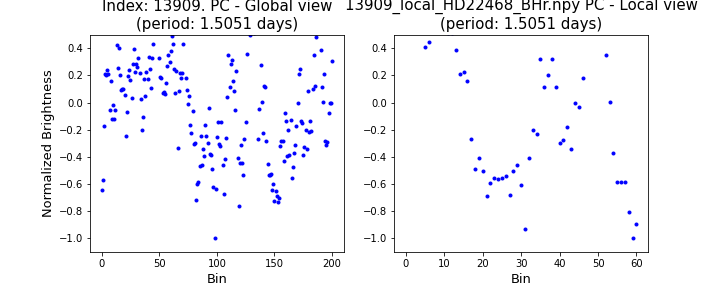 Index: 13909. PC - Global view
(period: 1.5051 days)
13909_local_HD22468_BHr.npy PC - Local view
(period: 1.5051 days)
Normalized Brightness
0.4
0.2
0.0
−0.2
−0.4
−0.6
−0.8
−1.0
0 50 100 150 200
Bin
0.4
0.2
0.0
−0.2
−0.4
−0.6
−0.8
−1.0
0 10 20 30 40 50 60
Bin